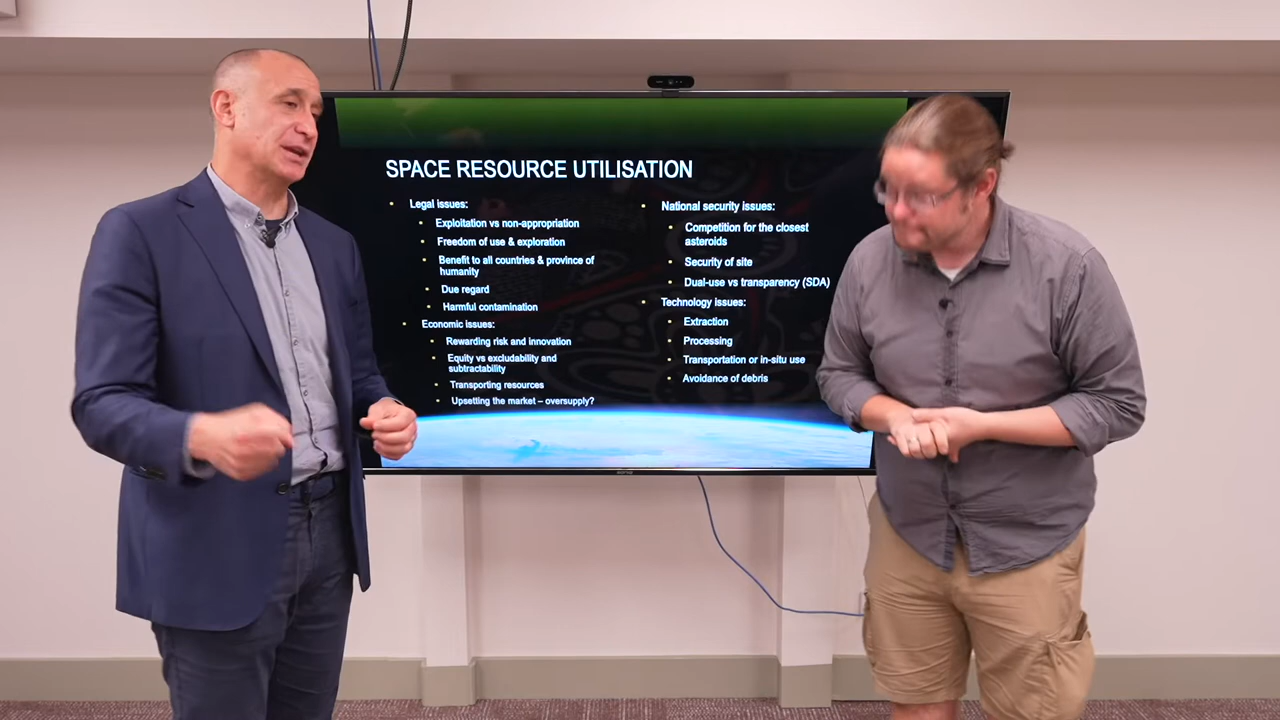 SPACE RESOURCE UTILISATION
Legal issues:
Exploitation vs non-appropriation
Freedom of use & exploration
Benefit to all countries & province of
humanity
Due regard
Harmful contamination
Economic issues:
Rewarding risk and innovation
Equity vs excludability and
subtractability
Transporting resources
Upsetting the market – oversupply?
National security issues:
Competition for the closest
asteroids
Security of site
Dual-use vs transparency (SDA)
Technology issues:
Extraction
Processing
Transportation or in-situ use
Avoidance of debris